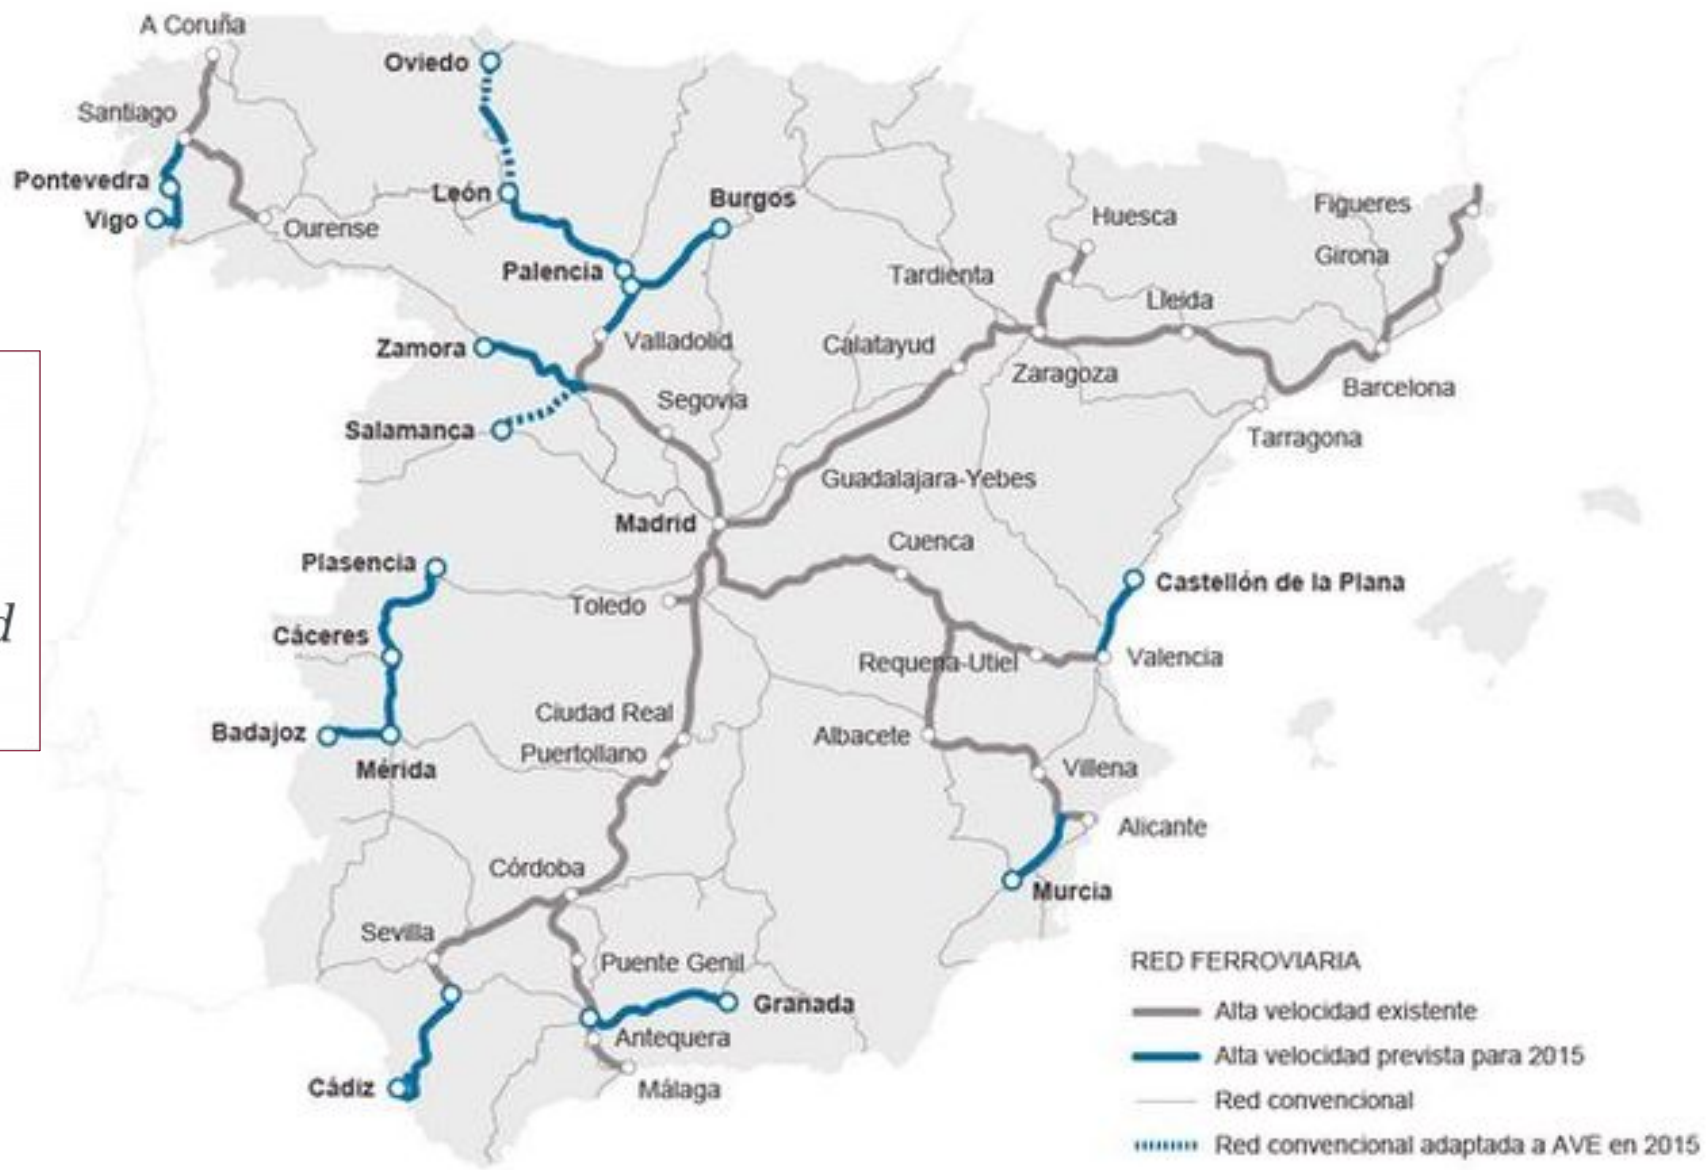 A Coruña
Oviedo
Santiago
Pontevedra
León
Burgos
Vigo
Ourense
Huesca
Figueres
Girona
Palencia
Tardienta
Lleida
Zamora
Valladolid
Calatayud
Zaragoza
Barcelona
Segovia
Salamanca
Tarragona
Guadalajara-Yebes
Madrid
Cuenca
Plasencia
Castellón de la Plana
Toledo
d
Cáceres
Requena-Utiel
Valencia
Ciudad Real
Badajoz
Albacete
Puertollano
Mérida
Villena
Alicante
Córdoba
Murcia
Sevilla
Puente Genil
Granada
Antequera
Cádiz
Málaga
RED FERROVIARIA
Alta velocidad existente
Alta velocidad prevista para 2015
Red convencional
Red convencional adaptada a AVE en 2015